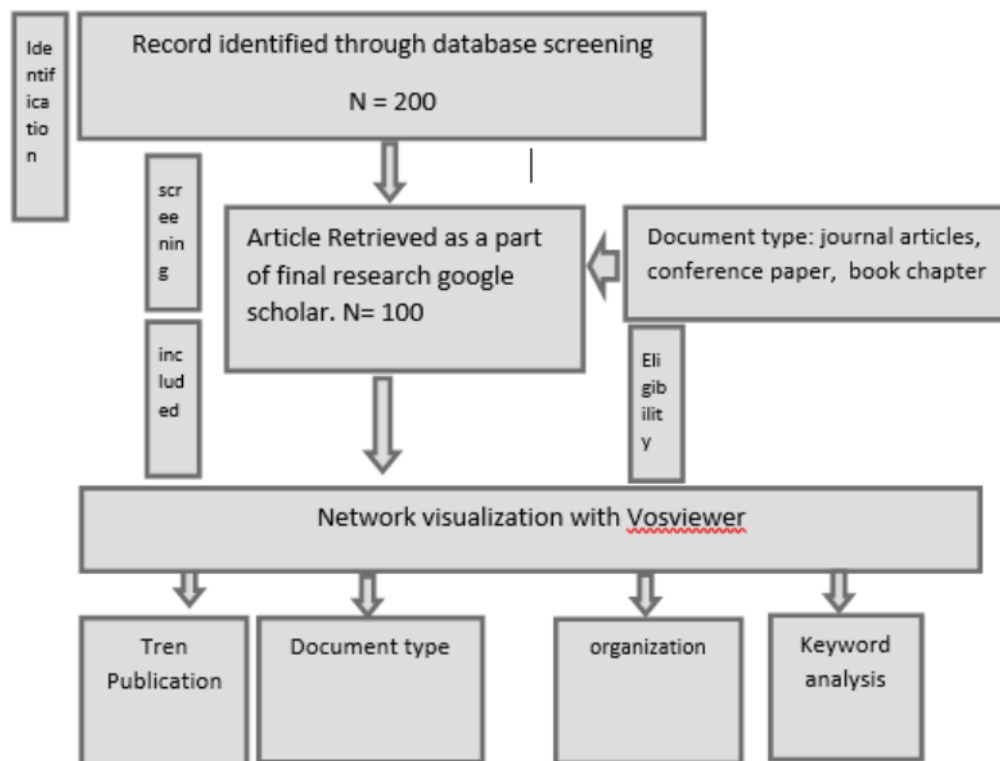 Ide
ntif
ica
tio
n
Record identified through database screening
N = 200
scr
ee
nin
g
Article Retrieved as a part
of final research google
scholar. N= 100
Document type: journal articles,
conference paper, book chapter
inc
lud
ed
Eli
gib
ilit
y
Network visualization with Vosviewer
Tren
Publication
Document type
organization
Keyword
analysis